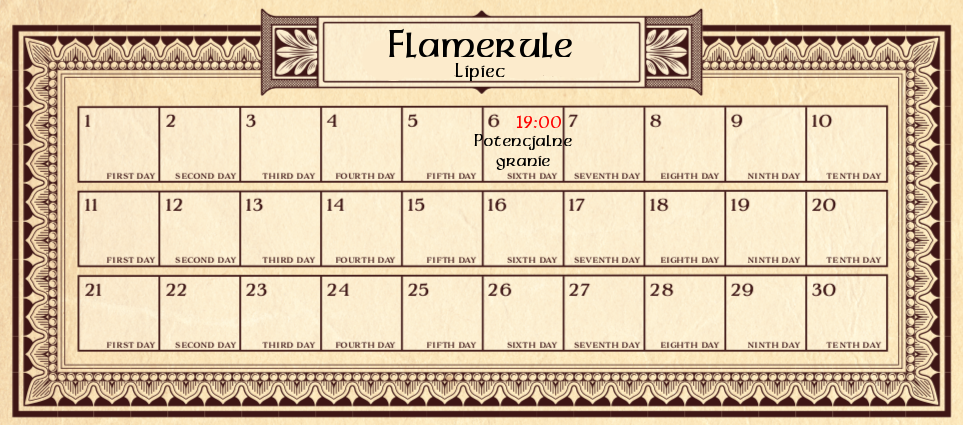 Flamerule
Lipiec
1 2 3 4 5 6 19:00 7 8 9 10
Potencjalne
granie
FIRST DAY SECOND DAY THIRD DAY FOURTH DAY FIFTH DAY SIXTH DAY SEVENTH DAY EIGHTH DAY NINTH DAY TENTH DAY
11 12 13 14 15 16 17 18 19 20
FIRST DAY SECOND DAY THIRD DAY FOURTH DAY FIFTH DAY SIXTH DAY SEVENTH DAY EIGHTH DAY NINTH DAY TENTH DAY
21 22 23 24 25 26 27 28 29 30
FIRST DAY SECOND DAY THIRD DAY FOURTH DAY FIFTH DAY SIXTH DAY SEVENTH DAY EIGHTH DAY NINTH DAY TENTH DAY